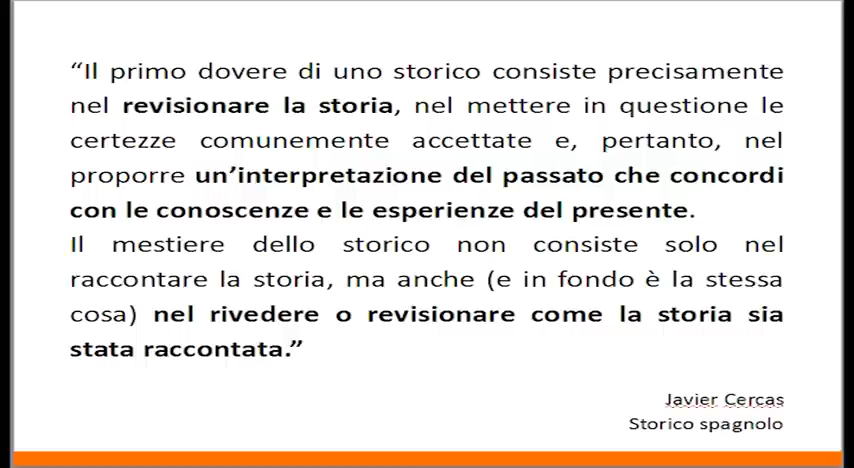 “Il primo dovere di uno storico consiste precisamente
nel revisionare la storia, nel mettere in questione le
certezze comunemente accettate e, pertanto, nel
proporre un’interpretazione del passato che concordi
con le conoscenze e le esperienze del presente.
Il mestiere dello storico non consiste solo nel
raccontare la storia, ma anche (e in fondo è la stessa
cosa) nel rivedere o revisionare come la storia sia
stata raccontata.”
Javier Cercas
Storico spagnolo